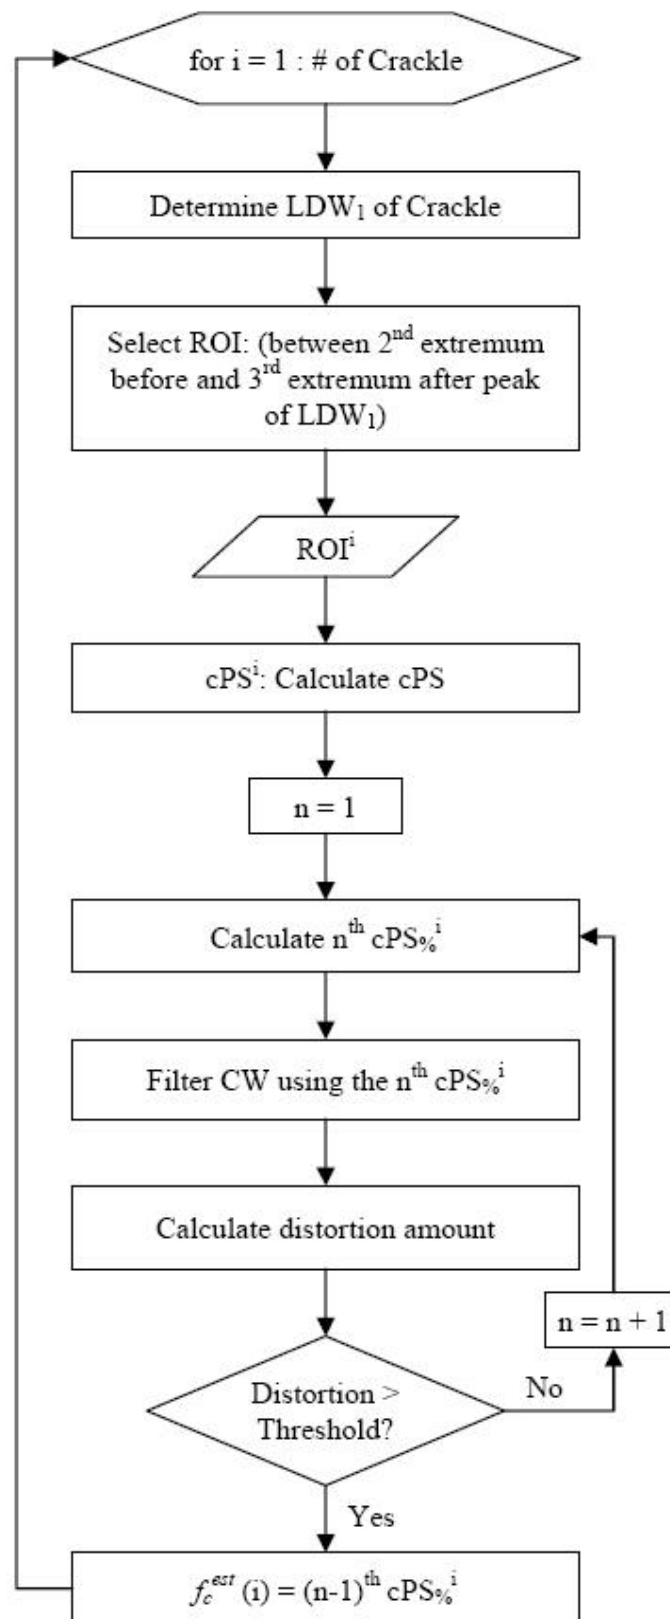 for i = 1 : # of Crackle
Determine LDW₁ of Crackle
Select ROI: (between 2ⁿᵈ extremum
before and 3ʳᵈ extremum after peak
of LDW₁)
ROIⁱ
cPSⁱ: Calculate cPS
n = 1
Calculate nᵗʰ cPS%ⁱ
Filter CW using the nᵗʰ cPS%ⁱ
Calculate distortion amount
n = n + 1
Distortion >
Threshold?
No
Yes
f_c^est (i) = (n-1)ᵗʰ cPS%ⁱ